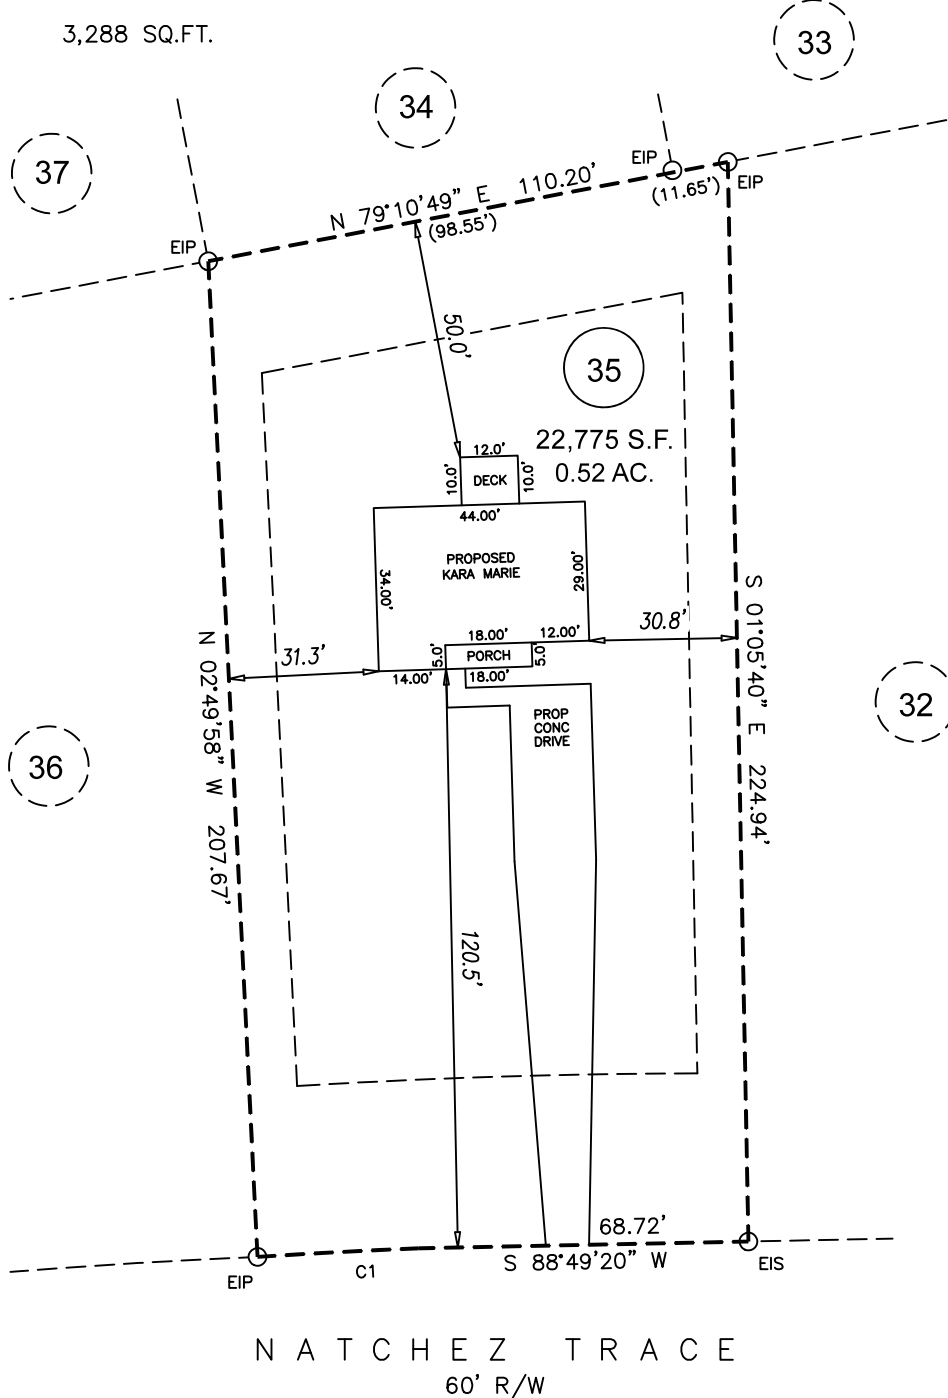 3,288 SQ.FT.
33
34
37
EIP
(11.65')
EIP
N 79°10'49" E 110.20'
(98.55')
EIP
50.0'
35
22,775 S.F.
0.52 AC.
12.0'
10.0'
DECK
10.0'
44.00'
PROPOSED
KARA MARIE
34.00'
29.00'
18.00'
12.00'
5.0'
PORCH
5.0'
14.00'
18.00'
31.3'
30.8'
N 02°49'58" W 207.67'
S 01°05'40" E 224.94'
32
36
PROP
CONC
DRIVE
120.5'
68.72'
S 88°49'20" W
C1
EIP
EIS
NATCHEZ TRACE
60' R/W